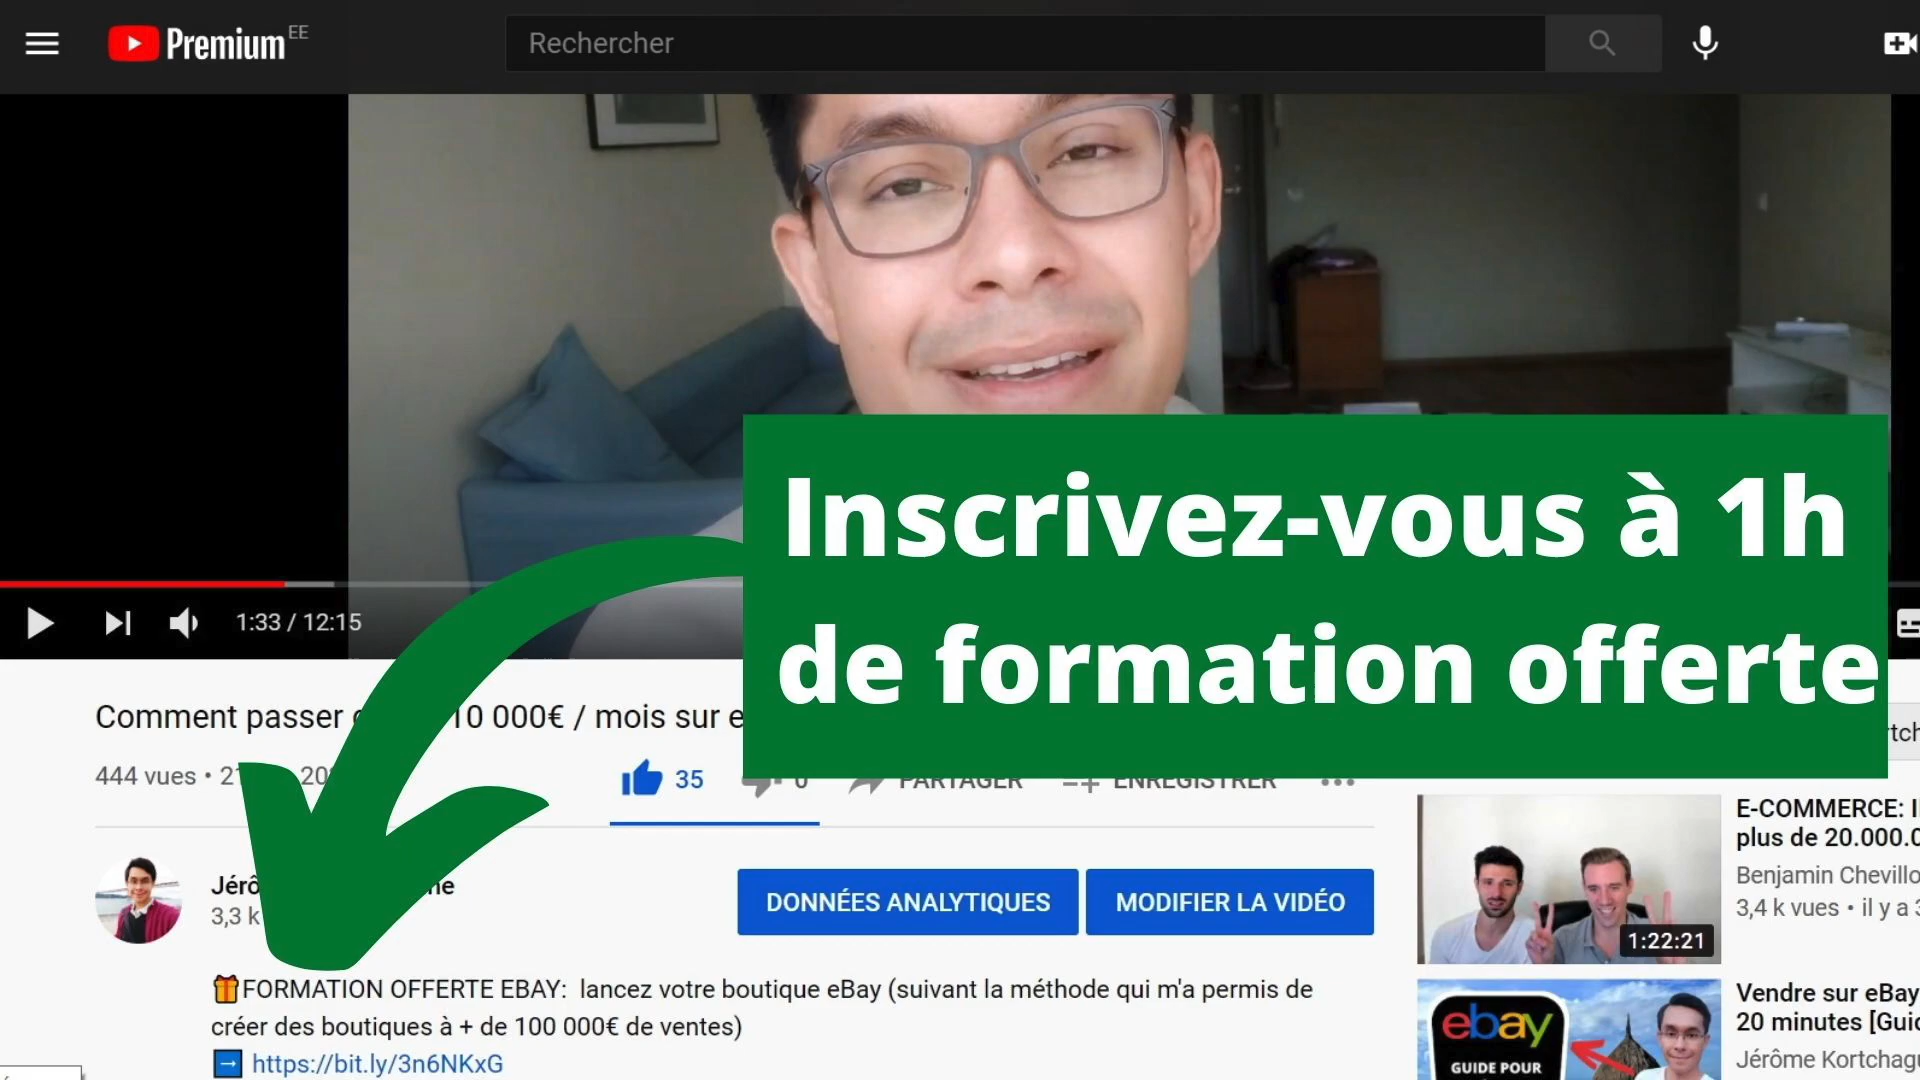 Premium EE
Rechercher
Inscrivez-vous à 1h
de formation offerte
1:33 / 12:15
Comment passer 10 000€ / mois sur
444 vues •
35
0
PARTAGER
ENREGISTRER
3,3 k
DONNÉES ANALYTIQUES
MODIFIER LA VIDÉO
FORMATION OFFERTE EBAY: lancez votre boutique eBay (suivant la méthode qui m'a permis de
créer des boutiques à + de 100 000€ de ventes)
https://bit.ly/3n6NKxG
1:22:21
E-COMMERCE:
plus de 20.000.0
Benjamin Chevillo
3,4 k vues • il y a 3
ebay
GUIDE POUR
Vendre sur eBay
20 minutes [Guid
Jérôme Kortchag